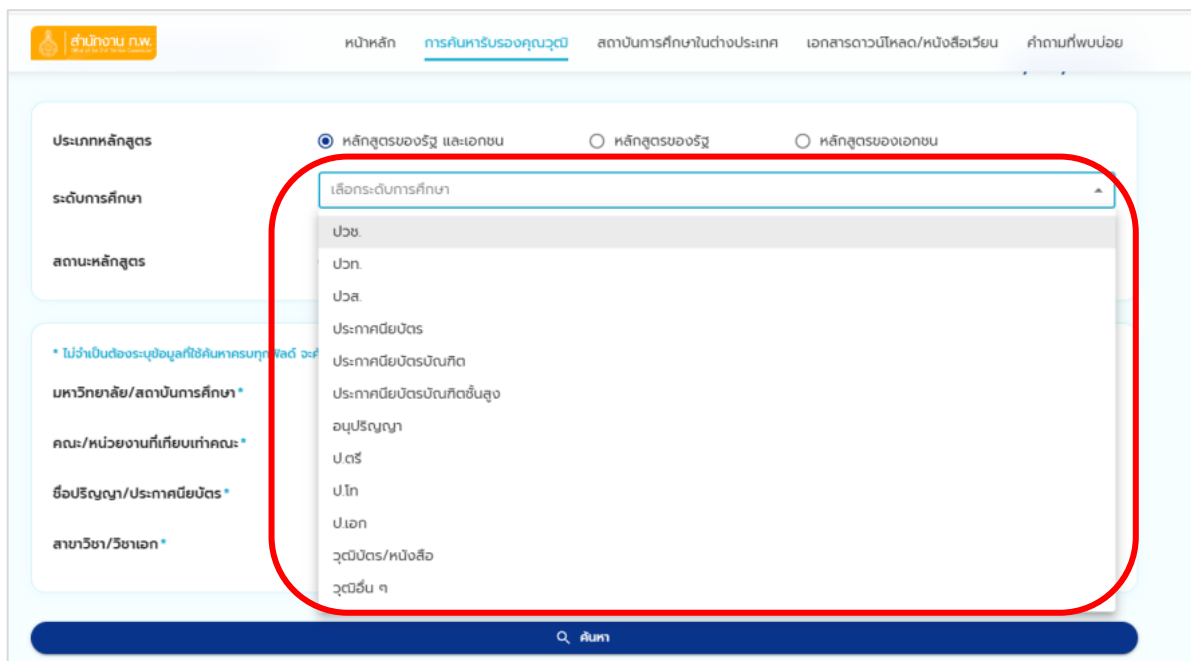 สำนักงาน ก.พ.
หน้าหลัก การค้นหารับรองคุณวุฒิ สถาบันการศึกษาในต่างประเทศ เอกสารดาวน์โหลด/หนังสือเวียน คำถามที่พบบ่อย
ประเภทหลักสูตร หลักสูตรของรัฐ และเอกชน หลักสูตรของรัฐ หลักสูตรของเอกชน
ระดับการศึกษา เลือกระดับการศึกษา
ปวช.
สถานะหลักสูตร ปวท.
ปวส.
ประกาศนียบัตร
* ไม่จำเป็นต้องระบุข้อมูลที่ใช้ค้นหาครบทุกฟิลด์ ประกาศนียบัตรบัณฑิต
มหาวิทยาลัย/สถาบันการศึกษา * ประกาศนียบัตรบัณฑิตชั้นสูง
อนุปริญญา
คณะ/หน่วยงานที่เทียบเท่าคณะ * ป.ตรี
ชื่อปริญญา/ประกาศนียบัตร * ป.โท
ป.เอก
สาขาวิชา/วิชาเอก * วุฒิบัตร/หนังสือ
วุฒิอื่น ๆ
ค้นหา